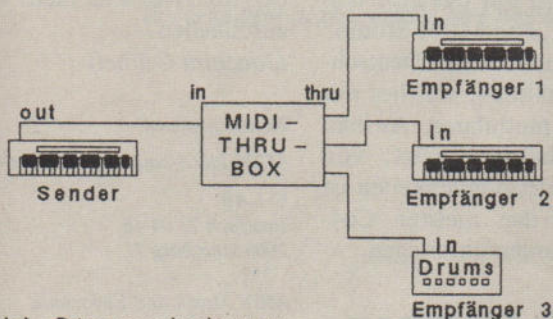 In
Empfänger 1
in
thru
out
MIDI –
THRU –
BOX
Sender
In
Empfänger 2
In
Drums
Empfänger 3